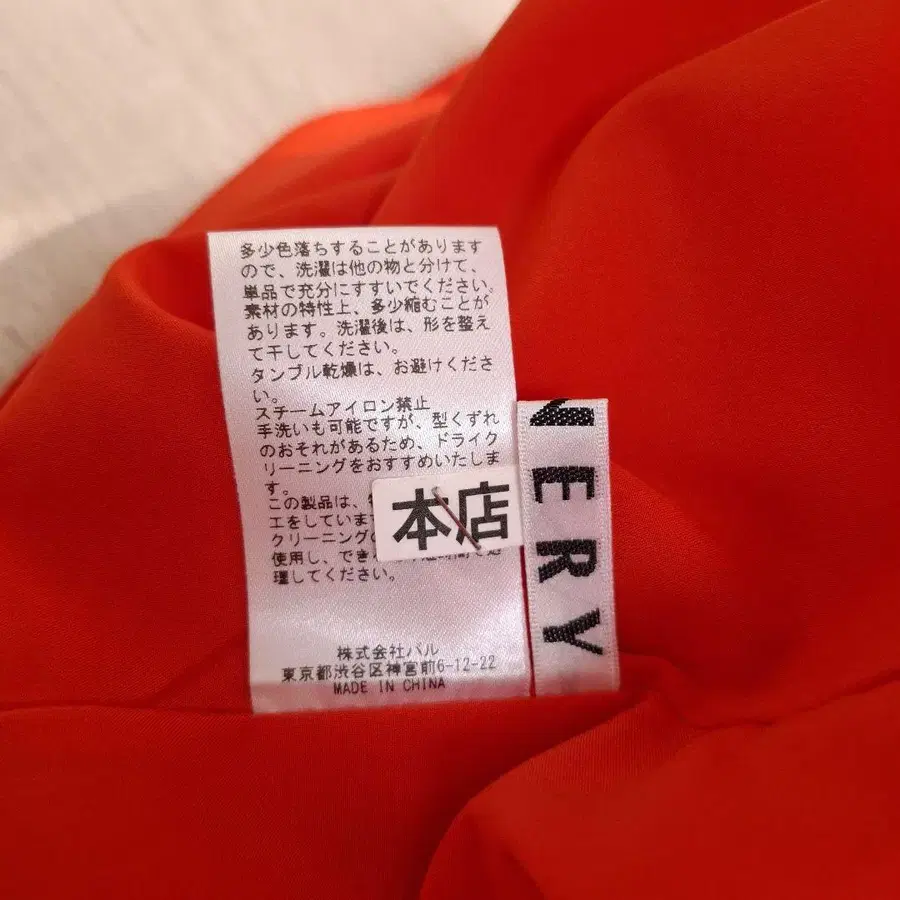 多少色落ちすることがあります
ので、洗濯は他の物と分けて、
単品で充分にすすいでください。
素材の特性上、多少縮むことが
あります。洗濯後は、形を整え
て干してください。
タンブル乾燥は、お避けくださ
い。
スチームアイロン禁止
手洗いも可能ですが、型くずれ
のおそれがあるため、ドライク
リーニングをおすすめいたしま
す。
この製品は、
エをしています
クリーニングの
使用し、でき
理してください。
本店
株式会社パル
東京都渋谷区神宮前6-12-22
MADE IN CHINA
NERY